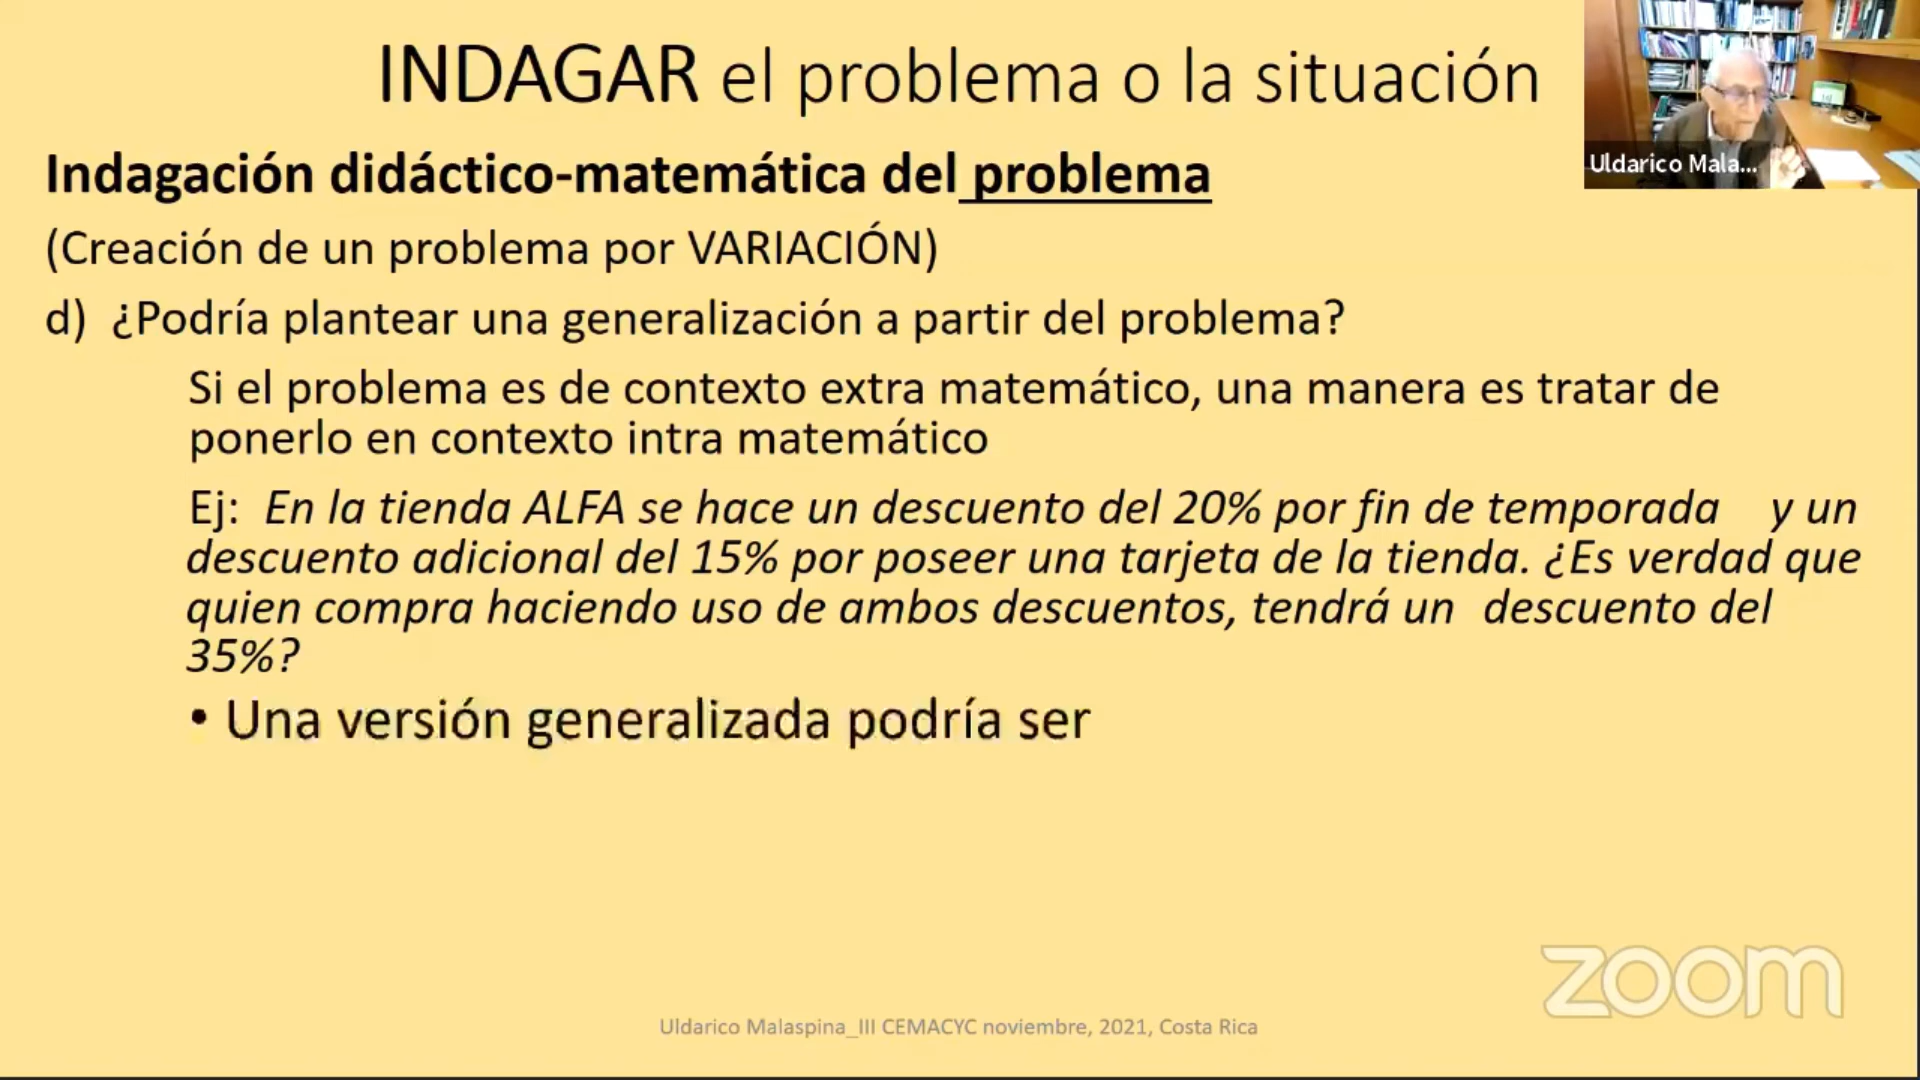 INDAGAR el problema o la situación
Uldarico Mala...
Indagación didáctico-matemática del problema
(Creación de un problema por VARIACIÓN)
d) ¿Podría plantear una generalización a partir del problema?
Si el problema es de contexto extra matemático, una manera es tratar de
ponerlo en contexto intra matemático
Ej: En la tienda ALFA se hace un descuento del 20% por fin de temporada y un
descuento adicional del 15% por poseer una tarjeta de la tienda. ¿Es verdad que
quien compra haciendo uso de ambos descuentos, tendrá un descuento del
35%?
• Una versión generalizada podría ser
zoom
Uldarico Malaspina_III CEMACYC noviembre, 2021, Costa Rica